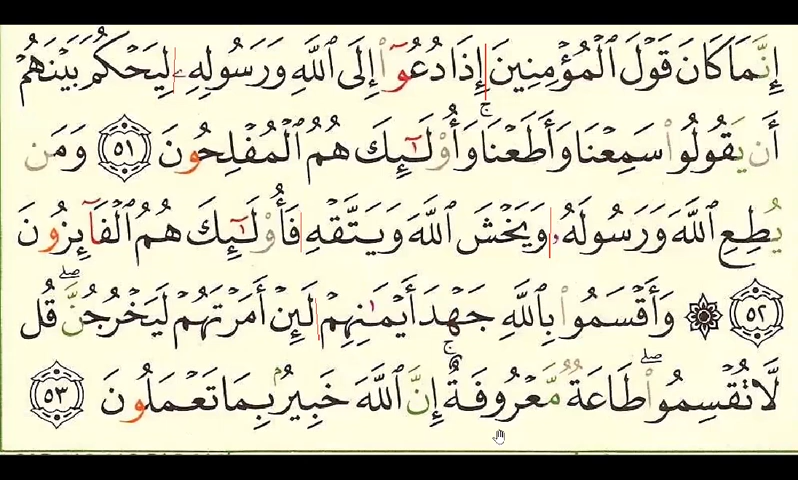 إِنَّمَا كَانَ قَوْلَ ٱلْمُؤْمِنِينَ إِذَا دُعُوٓا۟ إِلَى ٱللَّهِ وَرَسُولِهِۦ لِيَحْكُمَ بَيْنَهُمْ
أَن يَقُولُوا۟ سَمِعْنَا وَأَطَعْنَا ۚ وَأُو۟لَـٰٓئِكَ هُمُ ٱلْمُفْلِحُونَ ٥١ وَمَن
يُطِعِ ٱللَّهَ وَرَسُولَهُۥ وَيَخْشَ ٱللَّهَ وَيَتَّقْهِ فَأُو۟لَـٰٓئِكَ هُمُ ٱلْفَآئِزُونَ
٥٢ ۞ وَأَقْسَمُوا۟ بِٱللَّهِ جَهْدَ أَيْمَـٰنِهِمْ لَئِنْ أَمَرْتَهُمْ لَيَخْرُجُنَّ ۖ قُل
لَّا تُقْسِمُوا۟ ۖ طَاعَةٌ مَّعْرُوفَةٌ ۚ إِنَّ ٱللَّهَ خَبِيرٌۢ بِمَا تَعْمَلُونَ ٥٣